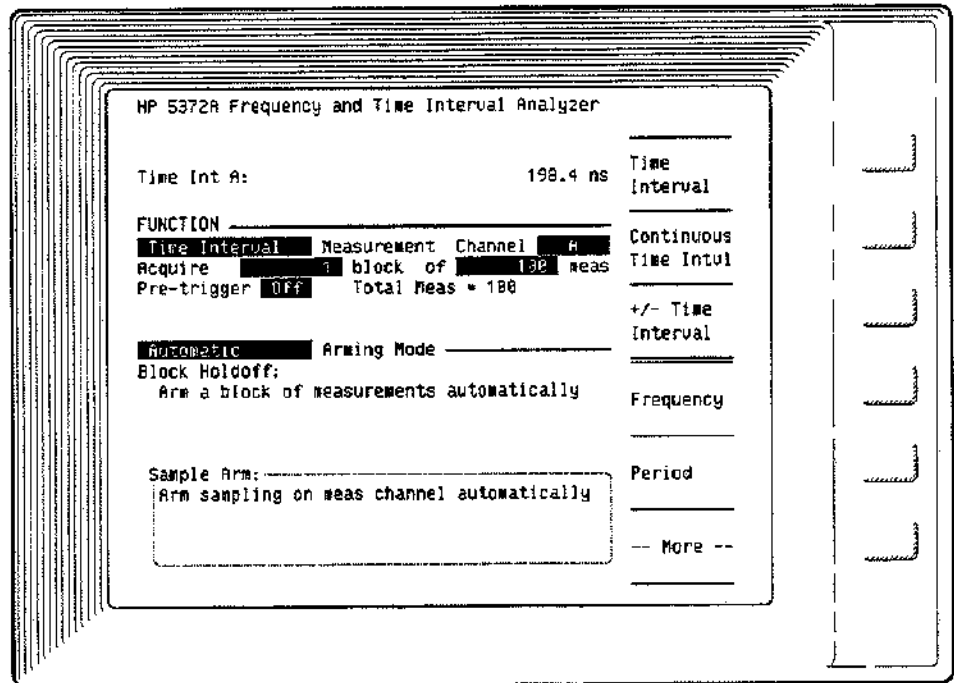 HP 5372A Frequency and Time Interval Analyzer
Time Int A: 198.4 ns
FUNCTION
Time Interval Measurement Channel A
Acquire 1 block of 100 meas
Pre-trigger Off Total Meas = 100
Automatic Arming Mode
Block Holdoff:
Arm a block of measurements automatically
Sample Arm:
Arm sampling on meas channel automatically
Time
Interval
Continuous
Time Intvl
+/- Time
Interval
Frequency
Period
-- More --